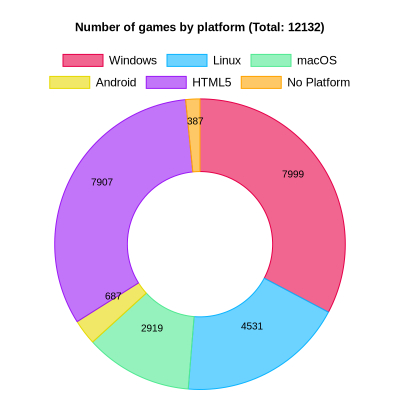 Number of games by platform (Total: 12132)
Windows Linux macOS
Android HTML5 No Platform
387
7999
7907
687
4531
2919